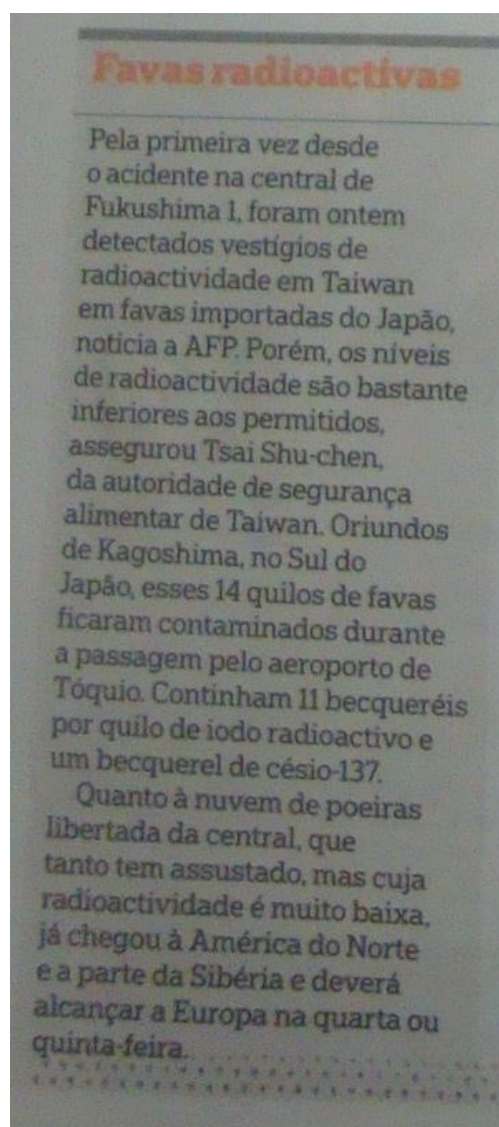 Favas radioactivas
Pela primeira vez desde
o acidente na central de
Fukushima 1, foram ontem
detectados vestígios de
radioactividade em Taiwan
em favas importadas do Japão,
noticia a AFP. Porém, os níveis
de radioactividade são bastante
inferiores aos permitidos,
assegurou Tsai Shu-chen,
da autoridade de segurança
alimentar de Taiwan. Oriundos
de Kagoshima, no Sul do
Japão, esses 14 quilos de favas
ficaram contaminados durante
a passagem pelo aeroporto de
Tóquio. Continham 11 becqueréis
por quilo de iodo radioactivo e
um becquerel de césio-137.
Quanto à nuvem de poeiras
libertada da central, que
tanto tem assustado, mas cuja
radioactividade é muito baixa,
já chegou à América do Norte
e a parte da Sibéria e deverá
alcançar a Europa na quarta ou
quinta-feira.